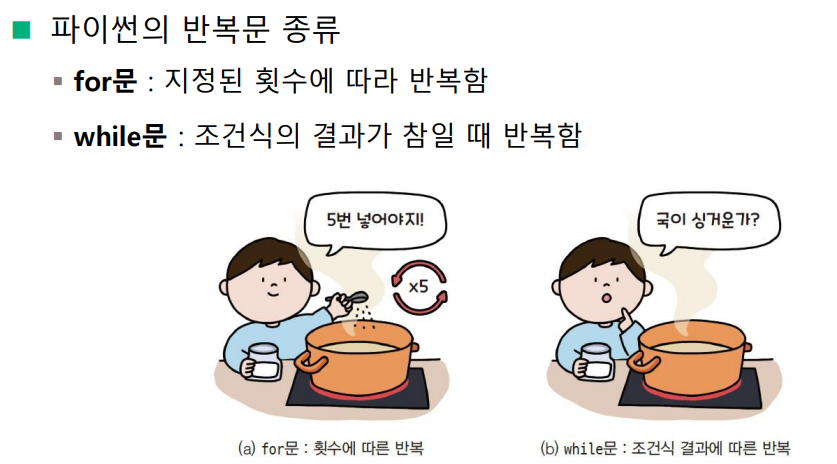 파이썬의 반복문 종류
for문 : 지정된 횟수에 따라 반복함
while문 : 조건식의 결과가 참일 때 반복함
5번 넣어야지!
x5
국이 싱거운가?
(a) for문 : 횟수에 따른 반복
(b) while문 : 조건식 결과에 따른 반복